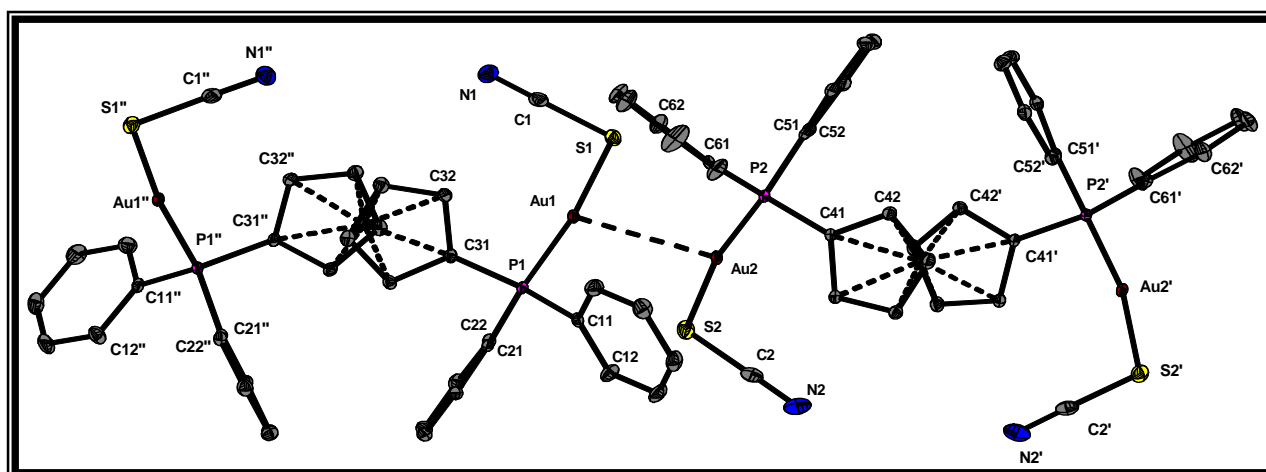 N1"
C1"
S1"
C32"
Au1"
C31"
P1"
C11"
C12"
C21"
C22"
N1
C1
S1
C32
Au1
C31
P1
C22
C21
C11
C12
C62
C61
C51
C52
P2
C41
C42
Au2
S2
C2
N2
C42'
C41'
C51'
C52'
P2'
C62'
C61'
Au2'
S2'
C2'
N2'